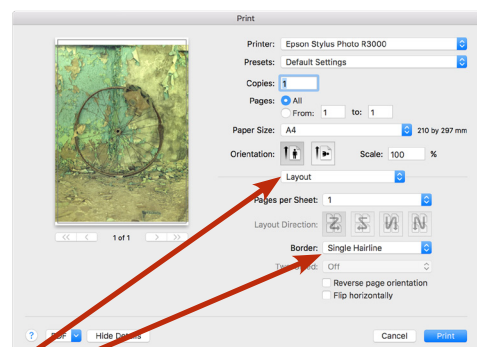 Print
Printer: Epson Stylus Photo R3000
Presets: Default Settings
Copies: 1
Pages: All
From: 1 to: 1
Paper Size: A4 210 by 297 mm
Orientation: Scale: 100 %
Layout
Pages per Sheet: 1
Layout Direction:
Border: Single Hairline
Off
Reverse page orientation
Flip horizontally
<< < 1 of 1 > >>
? PDF Hide Details Cancel Print